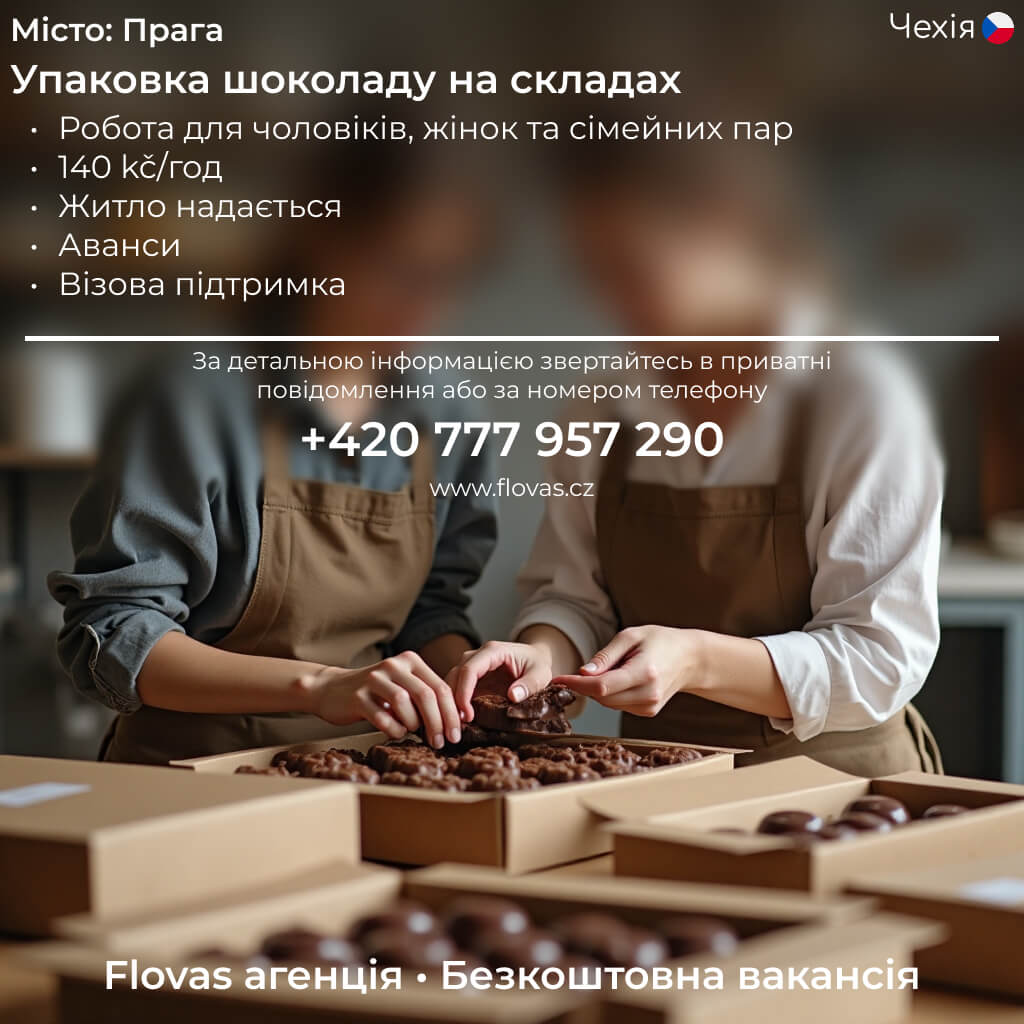 Місто: Прага
Чехія
Упаковка шоколаду на складах
• Робота для чоловіків, жінок та сімейних пар
• 140 kč/год
• Житло надається
• Аванси
• Візова підтримка
За детальною інформацією звертайтесь в приватні
повідомлення або за номером телефону
+420 777 957 290
www.flovas.cz
Flovas агенція • Безкоштовна вакансія